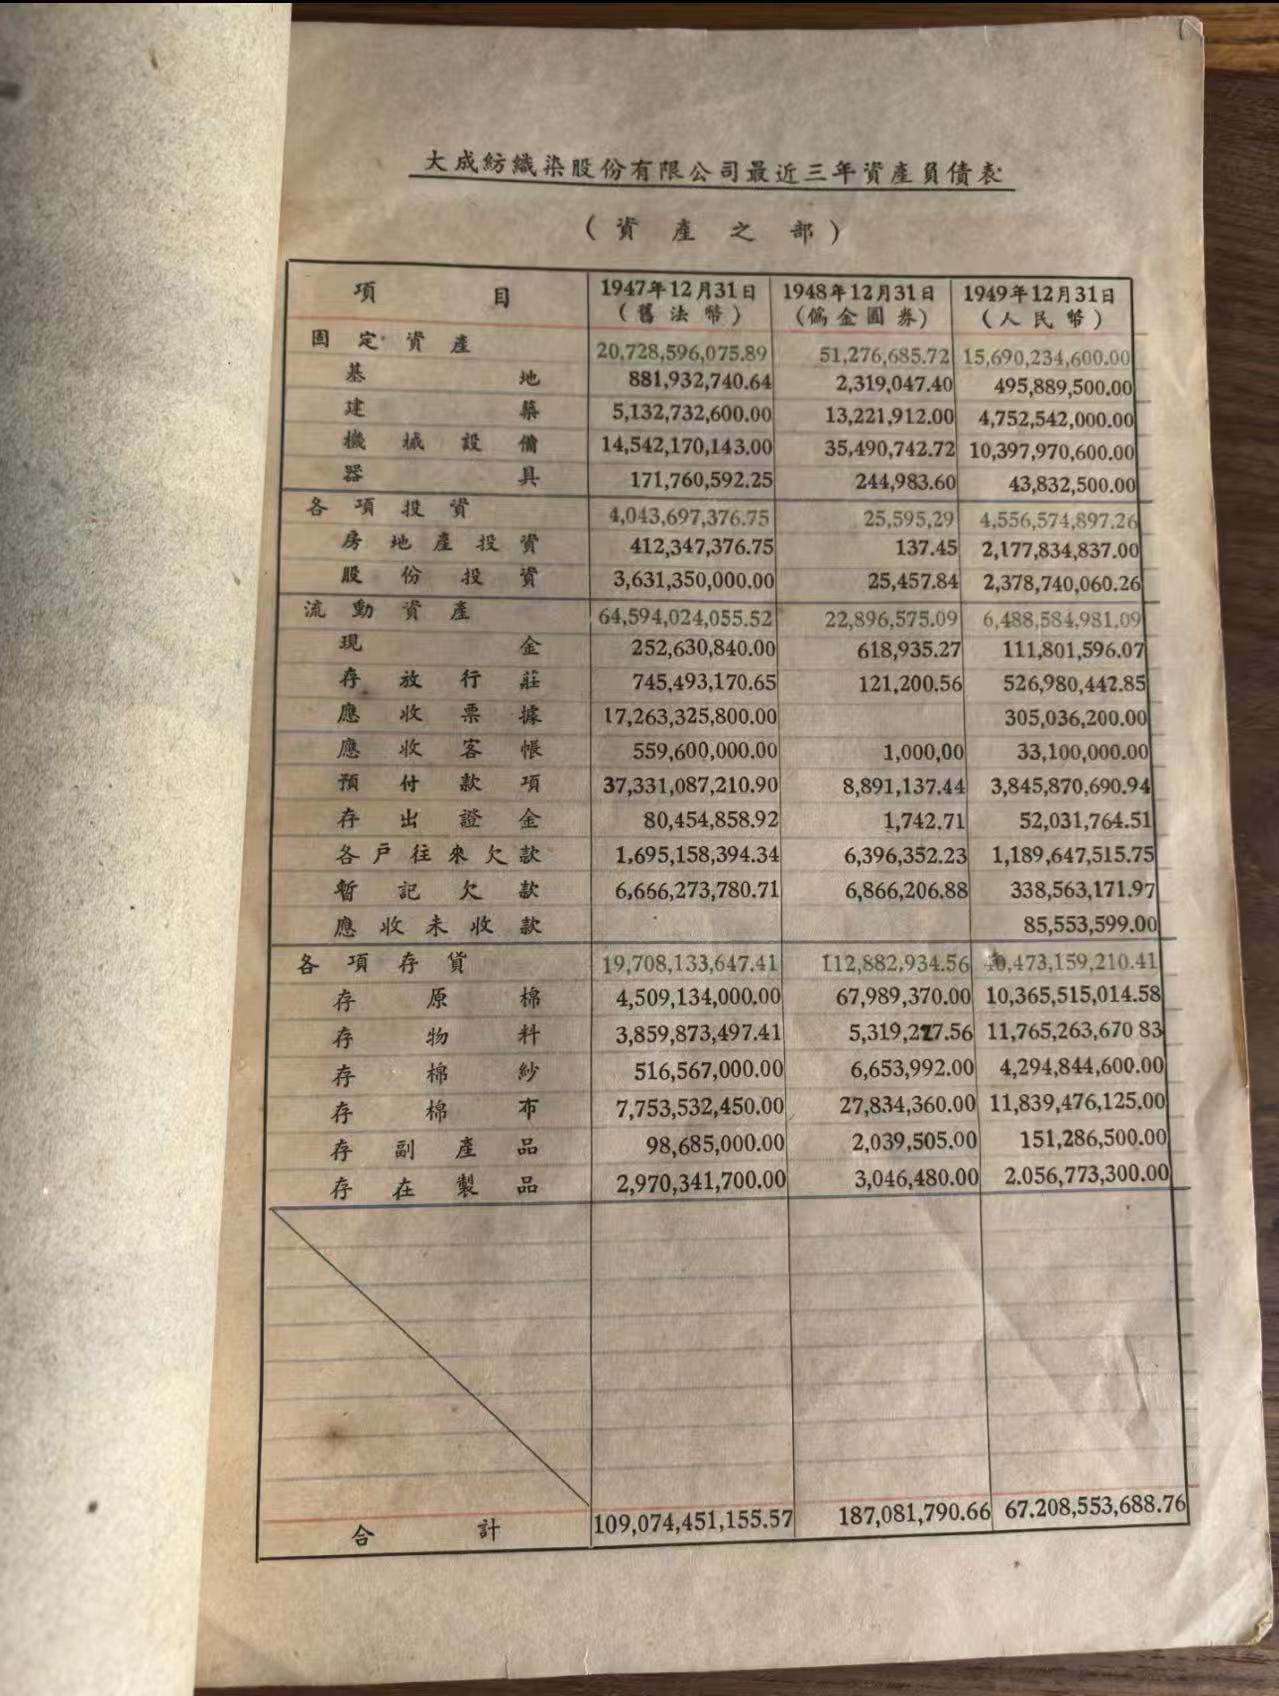 大成紡織染股份有限公司最近三年資產負債表
(資產之部)
項目 1947年12月31日(舊法幣) 1948年12月31日(僞金圓券) 1949年12月31日(人民幣)
固定資產 20,728,596,075.89 51,276,685.72 15,690,234,600.00
基地 881,932,740.64 2,319,047.40 495,889,500.00
建築 5,132,732,600.00 13,221,912.00 4,752,542,000.00
機械設備 14,542,170,143.00 35,490,742.72 10,397,970,600.00
器具 171,760,592.25 244,983.60 43,832,500.00
各項投資 4,043,697,376.75 25,595,29 4,556,574,897.26
房地產投資 412,347,376.75 137.45 2,177,834,837.00
股份投資 3,631,350,000.00 25,457.84 2,378,740,060.26
流動資產 64,594,024,055.52 22,896,575.09 6,488,584,981.09
現金 252,630,840.00 618,935.27 111,801,596.07
存放行莊 745,493,170.65 121,200.56 526,980,442.85
應收票據 17,263,325,800.00 305,036,200.00
應收客帳 559,600,000.00 1,000,00 33,100,000.00
預付款項 37,331,087,210.90 8,891,137.44 3,845,870,690.94
存出證金 80,454,858.92 1,742.71 52,031,764.51
各戶往來欠款 1,695,158,394.34 6,396,352.23 1,189,647,515.75
暫記欠款 6,666,273,780.71 6,866,206.88 338,563,171.97
應收未收款 85,553,599.00
各項存貨 19,708,133,647.41 112,882,934.56 40,473,159,210.41
存原棉 4,509,134,000.00 67,989,370.00 10,365,515,014.58
存物料 3,859,873,497.41 5,319,227.56 11,765,263,670 83
存棉紗 516,567,000.00 6,653,992.00 4,294,844,600.00
存棉布 7,753,532,450.00 27,834,360.00 11,839,476,125.00
存副產品 98,685,000.00 2,039,505.00 151,286,500.00
存在製品 2,970,341,700.00 3,046,480.00 2.056,773,300.00
合計 109,074,451,155.57 187,081,790.66 67.208,553,688.76